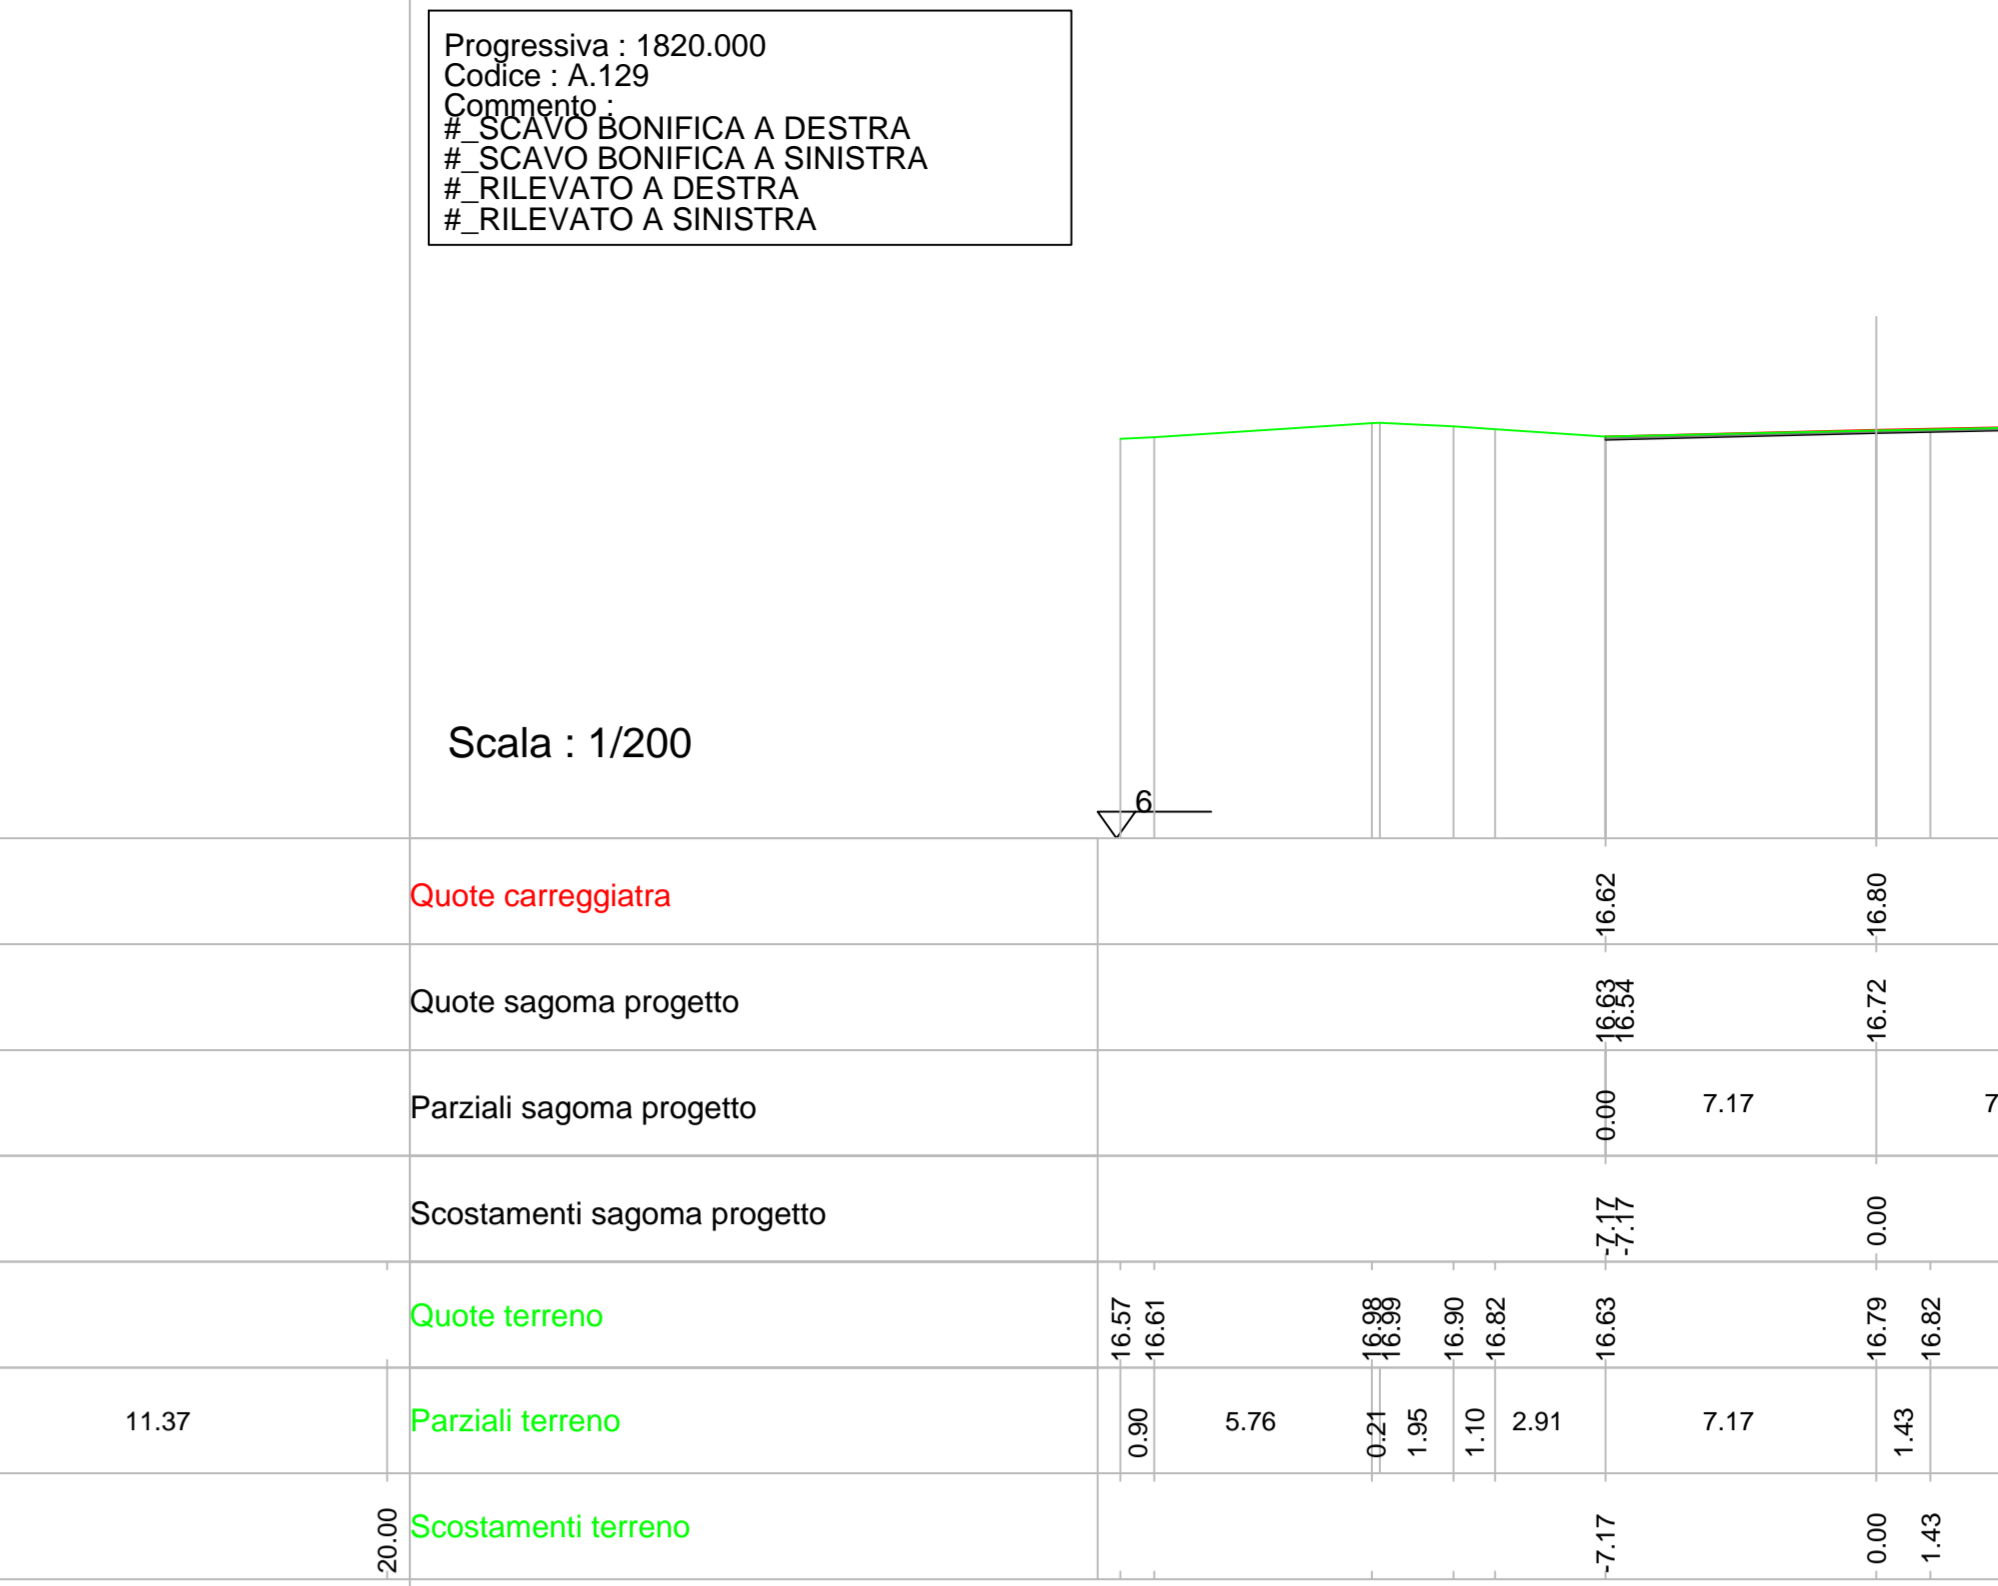 Progressiva : 1820.000
Codice : A.129
Commento :
#_SCAVO BONIFICA A DESTRA
#_SCAVO BONIFICA A SINISTRA
#_RILEVATO A DESTRA
#_RILEVATO A SINISTRA
Scala : 1/200
6
Quote carreggiatra 16.62 16.80
Quote sagoma progetto 16.63 16.54 16.72
Parziali sagoma progetto 0.00 7.17 7
Scostamenti sagoma progetto -7.17 -7.17 0.00
Quote terreno 16.57 16.61 16.98 16.99 16.90 16.82 16.63 16.79 16.82
11.37 Parziali terreno 0.90 5.76 0.21 1.95 1.10 2.91 7.17 1.43
20.00 Scostamenti terreno -7.17 0.00 1.43